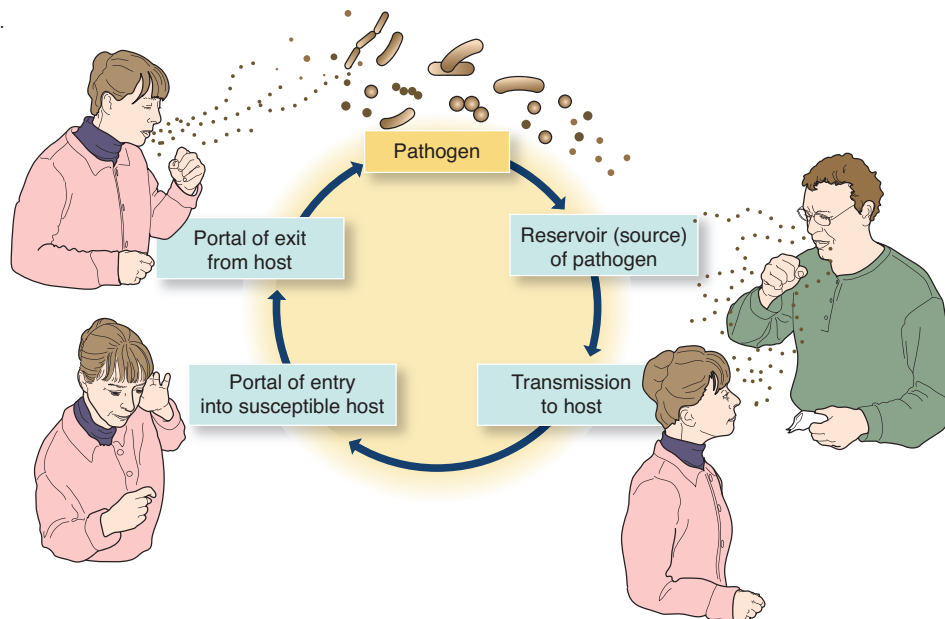 Pathogen
Reservoir (source)
of pathogen
Transmission
to host
Portal of entry
into susceptible host
Portal of exit
from host